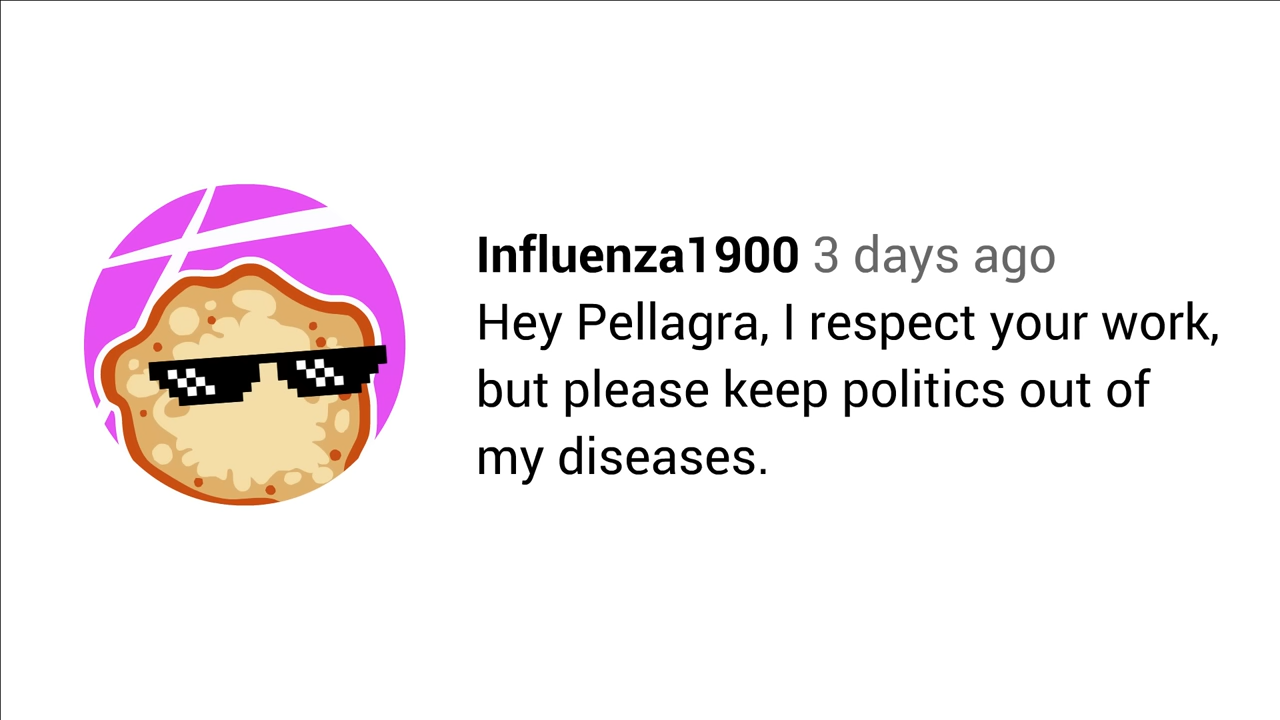 Influenza1900 3 days ago
Hey Pellagra, I respect your work,
but please keep politics out of
my diseases.